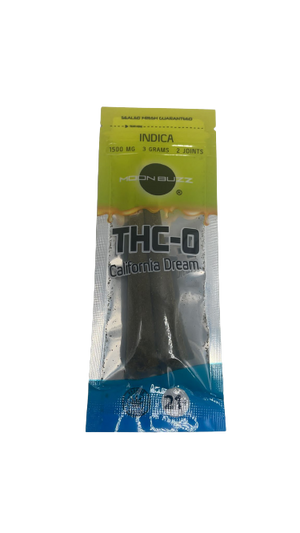 SEALED FRESH GUARANTEED
INDICA
1500 MG 3 GRAMS 2 JOINTS
MOON BUZZ
®
THC-O
California Dream
21